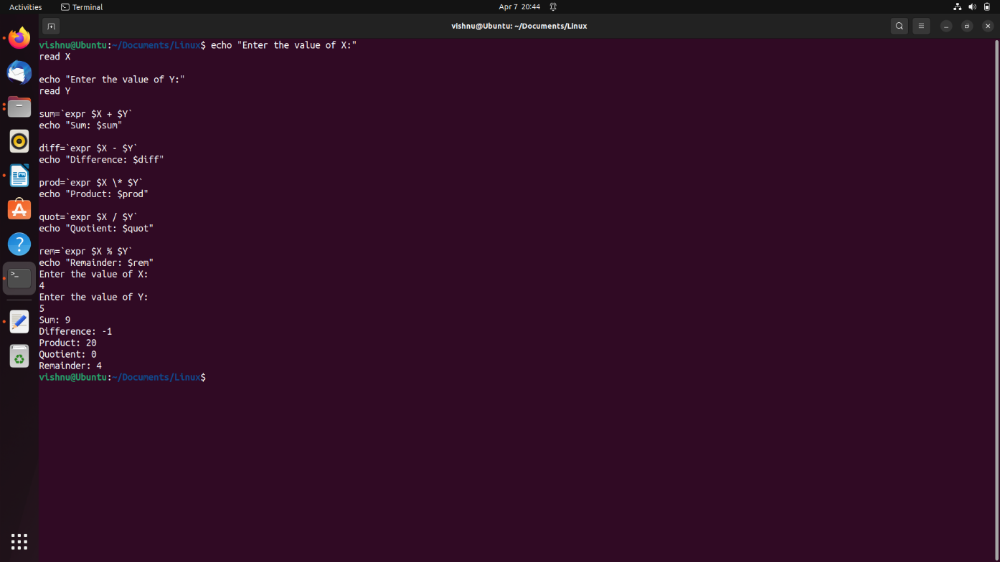 Activities
Terminal
Apr 7 20:44
vishnu@Ubuntu: ~/Documents/Linux
vishnu@Ubuntu:~/Documents/Linux$ echo "Enter the value of X:"
read X
echo "Enter the value of Y:"
read Y
sum=`expr $X + $Y`
echo "Sum: $sum"
diff=`expr $X - $Y`
echo "Difference: $diff"
prod=`expr $X \* $Y`
echo "Product: $prod"
quot=`expr $X / $Y`
echo "Quotient: $quot"
rem=`expr $X % $Y`
echo "Remainder: $rem"
Enter the value of X:
4
Enter the value of Y:
5
Sum: 9
Difference: -1
Product: 20
Quotient: 0
Remainder: 4
vishnu@Ubuntu:~/Documents/Linux$